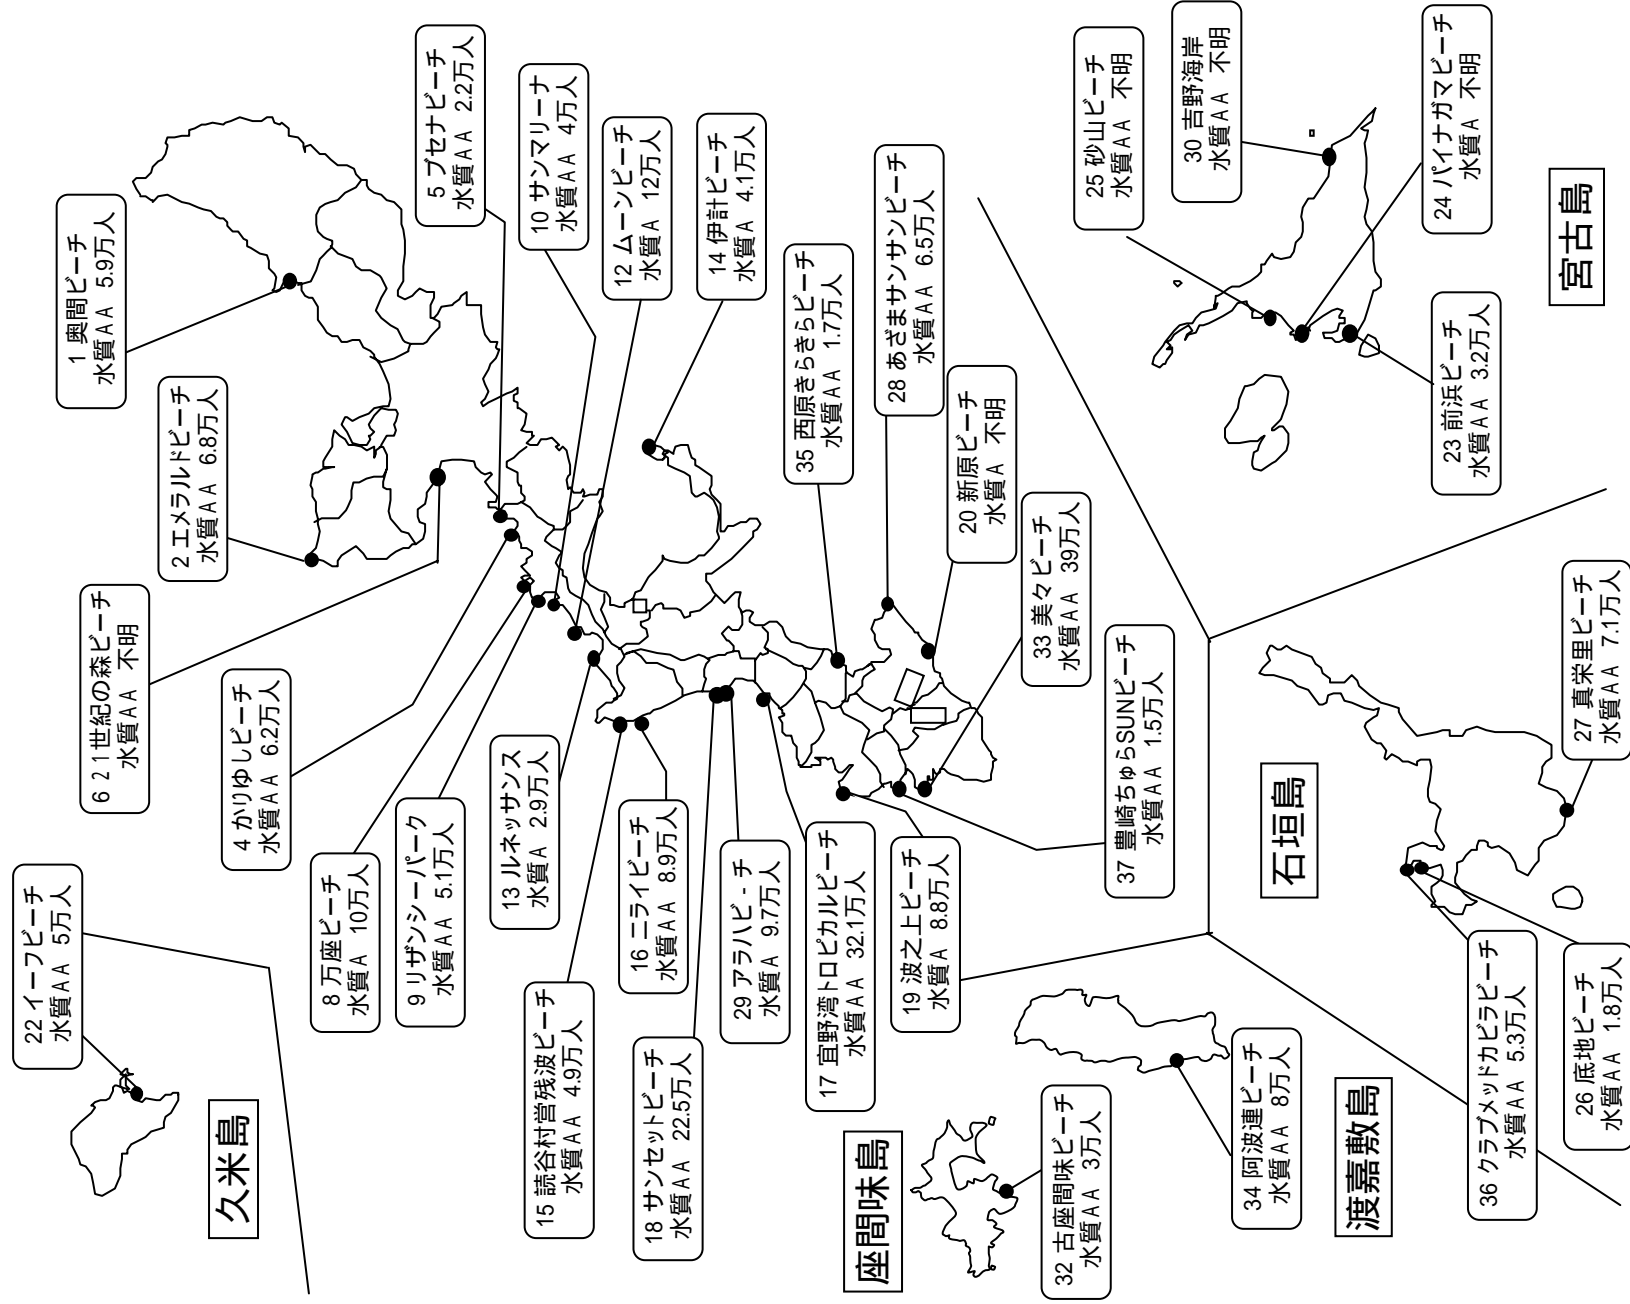 1 奥間ビーチ
水質AA 5.9万人
2 エメラルドビーチ
水質AA 6.8万人
6 21世紀の森ビーチ
水質AA 不明
4 かりゆしビーチ
水質AA 6.2万人
8 万座ビーチ
水質A 10万人
9 リザンシーパーク
水質AA 5.1万人
13 ルネッサンス
水質A 2.9万人
15 読谷村営残波ビーチ
水質AA 4.9万人
16 ニライビーチ
水質AA 8.9万人
18 サンセットビーチ
水質AA 22.5万人
29 アラハビ-チ
水質A 9.7万人
17 宜野湾トロピカルビーチ
水質AA 32.1万人
19 波之上ビーチ
水質A 8.8万人
5 ブセナビーチ
水質AA 2.2万人
10 サンマリーナ
水質AA 4万人
12 ムーンビーチ
水質A 12万人
14 伊計ビーチ
水質A 4.1万人
35 西原きらきらビーチ
水質AA 1.7万人
28 あざまサンサンビーチ
水質AA 6.5万人
20 新原ビーチ
水質A 不明
33 美々ビーチ
水質AA 39万人
37 豊崎ちゅらSUNビーチ
水質AA 1.5万人
22 イーフビーチ
水質AA 5万人
久米島
座間味島
32 古座間味ビーチ
水質AA 3万人
34 阿波連ビーチ
水質AA 8万人
渡嘉敷島
25 砂山ビーチ
水質AA 不明
30 吉野海岸
水質AA 不明
24 パイナガマビーチ
水質A 不明
23 前浜ビーチ
水質AA 3.2万人
宮古島
石垣島
27 真栄里ビーチ
水質AA 7.1万人
36 クラブメッドカビラビーチ
水質AA 5.3万人
26 底地ビーチ
水質AA 1.8万人